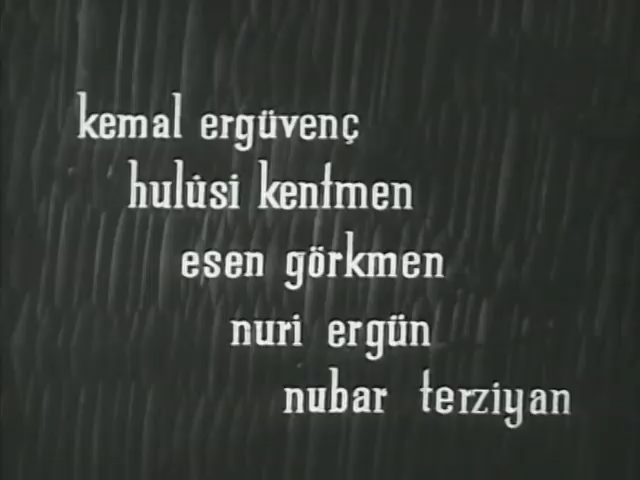 kemal ergüvenç
hulûsi kentmen
esen görkmen
nuri ergün
nubar terziyan